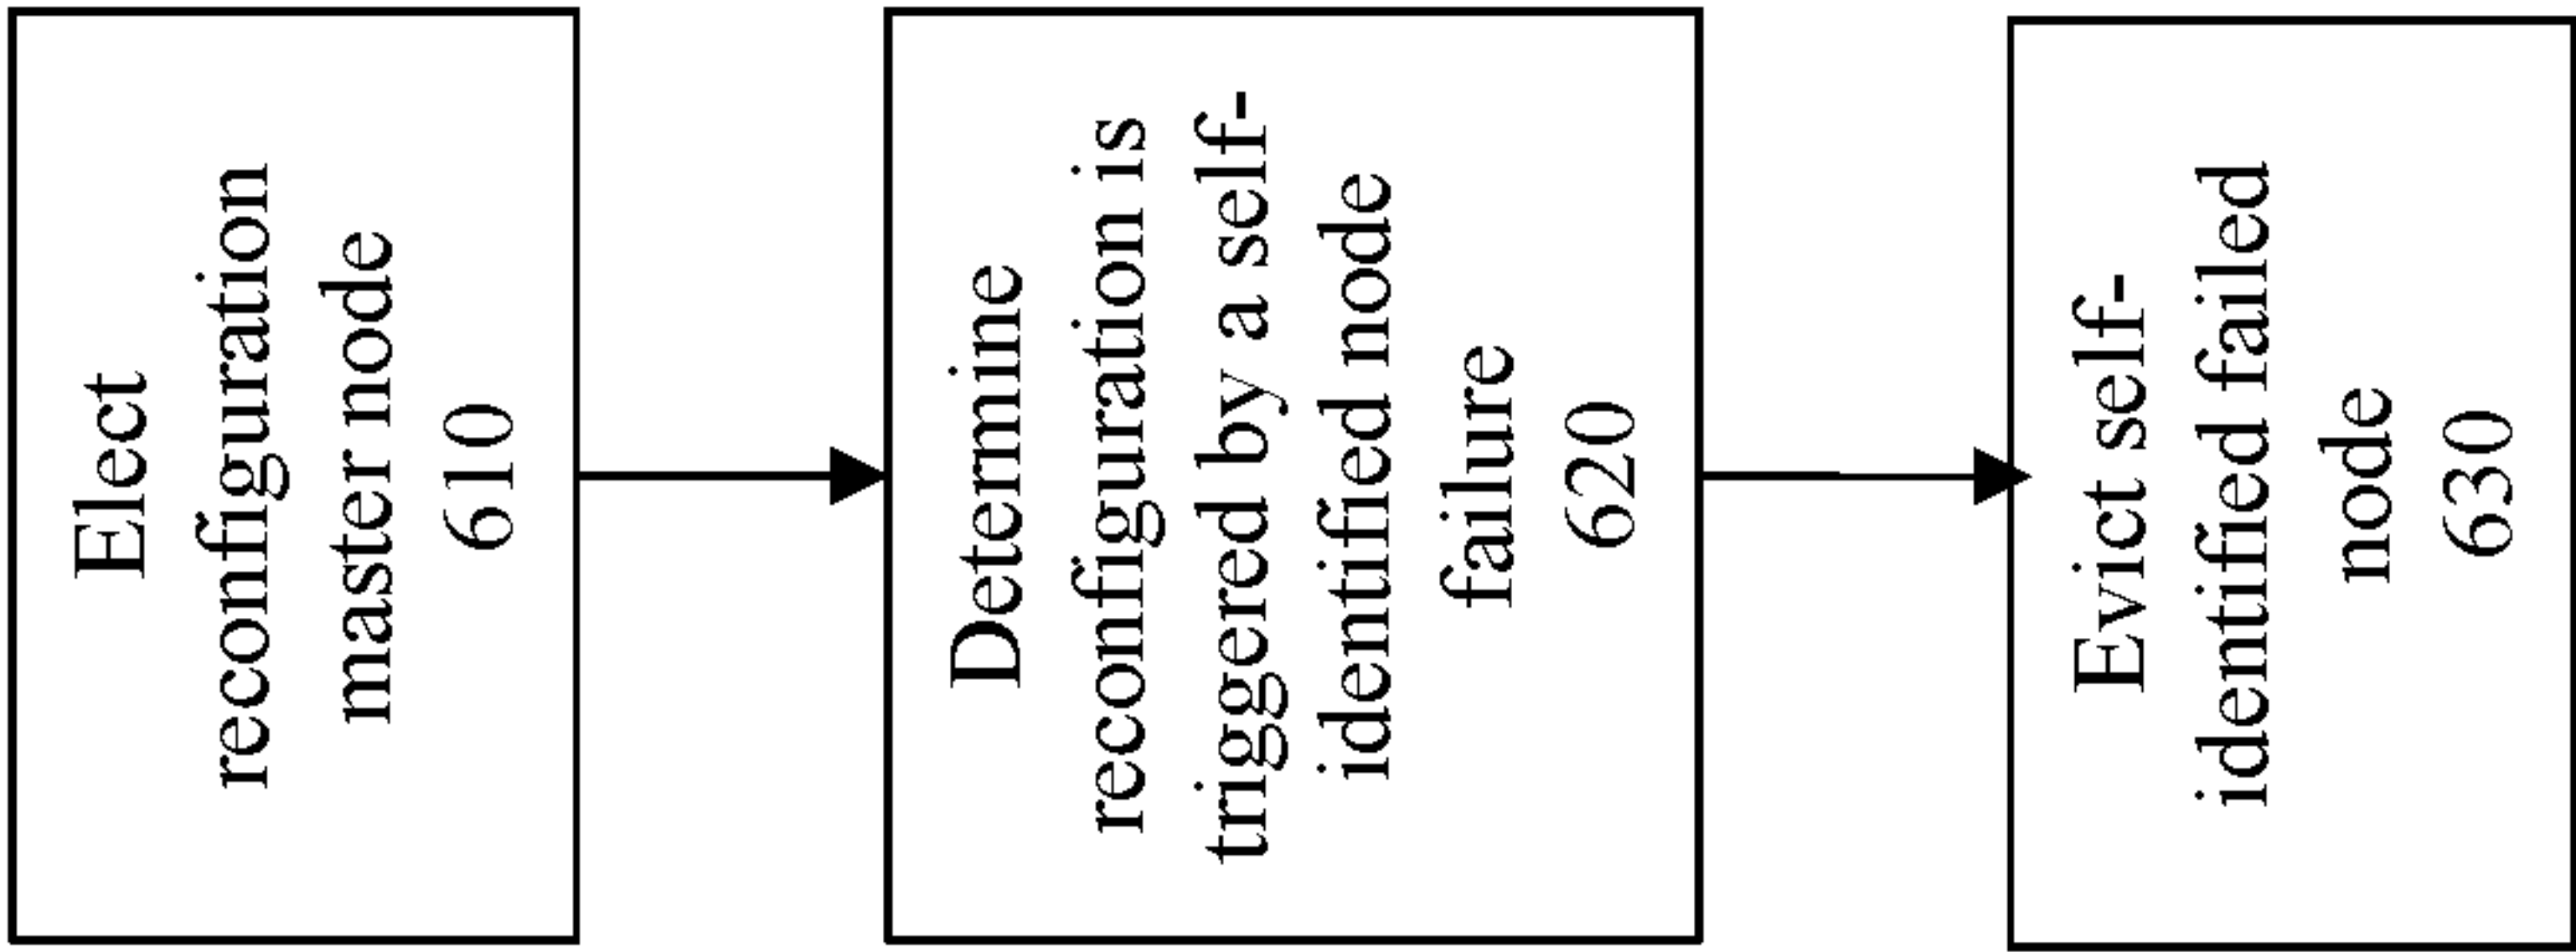 Elect
reconfiguration
master node
610
Determine
reconfiguration is
triggered by a self-
identified node
failure
620
Evict self-
identified failed
node
630